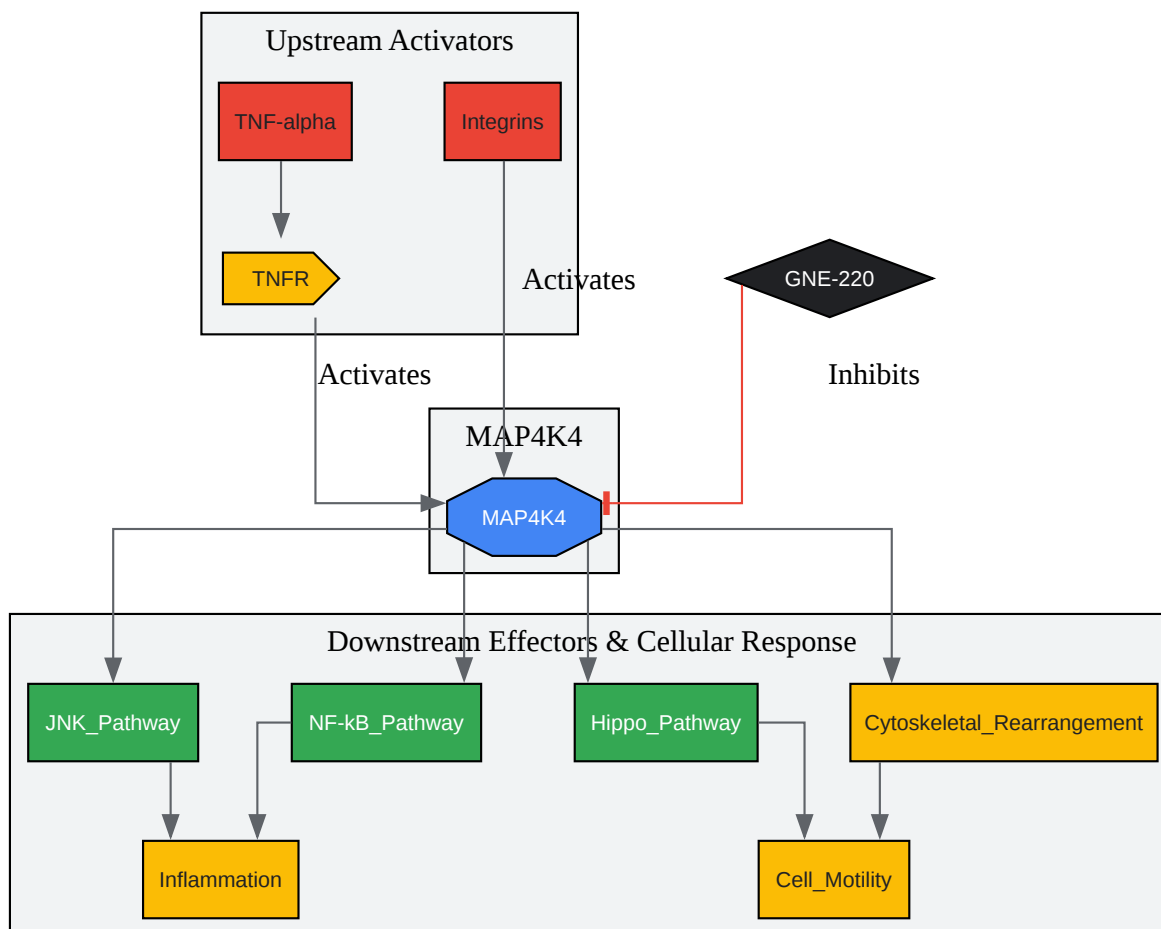 Upstream Activators
TNF-alpha
Integrins
TNFR
Activates
GNE-220
Activates
Inhibits
MAP4K4
MAP4K4
Downstream Effectors & Cellular Response
JNK_Pathway
NF-kB_Pathway
Hippo_Pathway
Cytoskeletal_Rearrangement
Inflammation
Cell_Motility